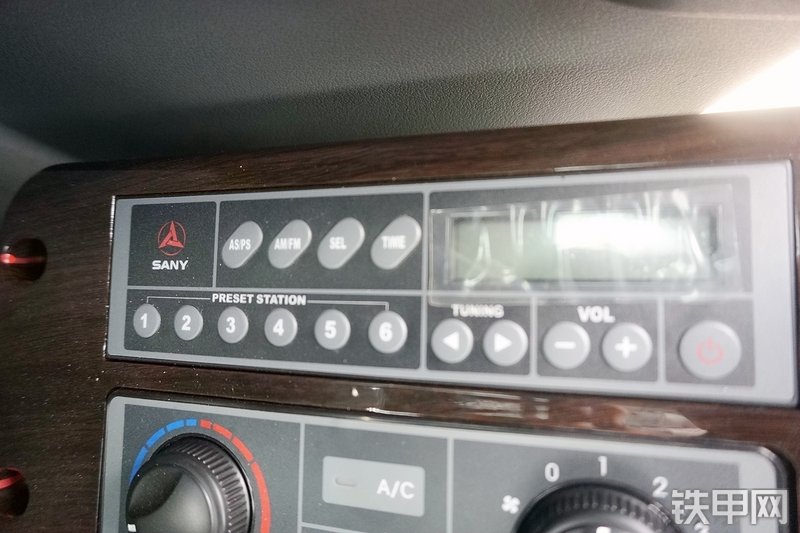 SANY
AS/PS AM/FM SEL TIME
PRESET STATION
1 2 3 4 5 6
TUNING
VOL
A/C
0 1 2
铁甲网